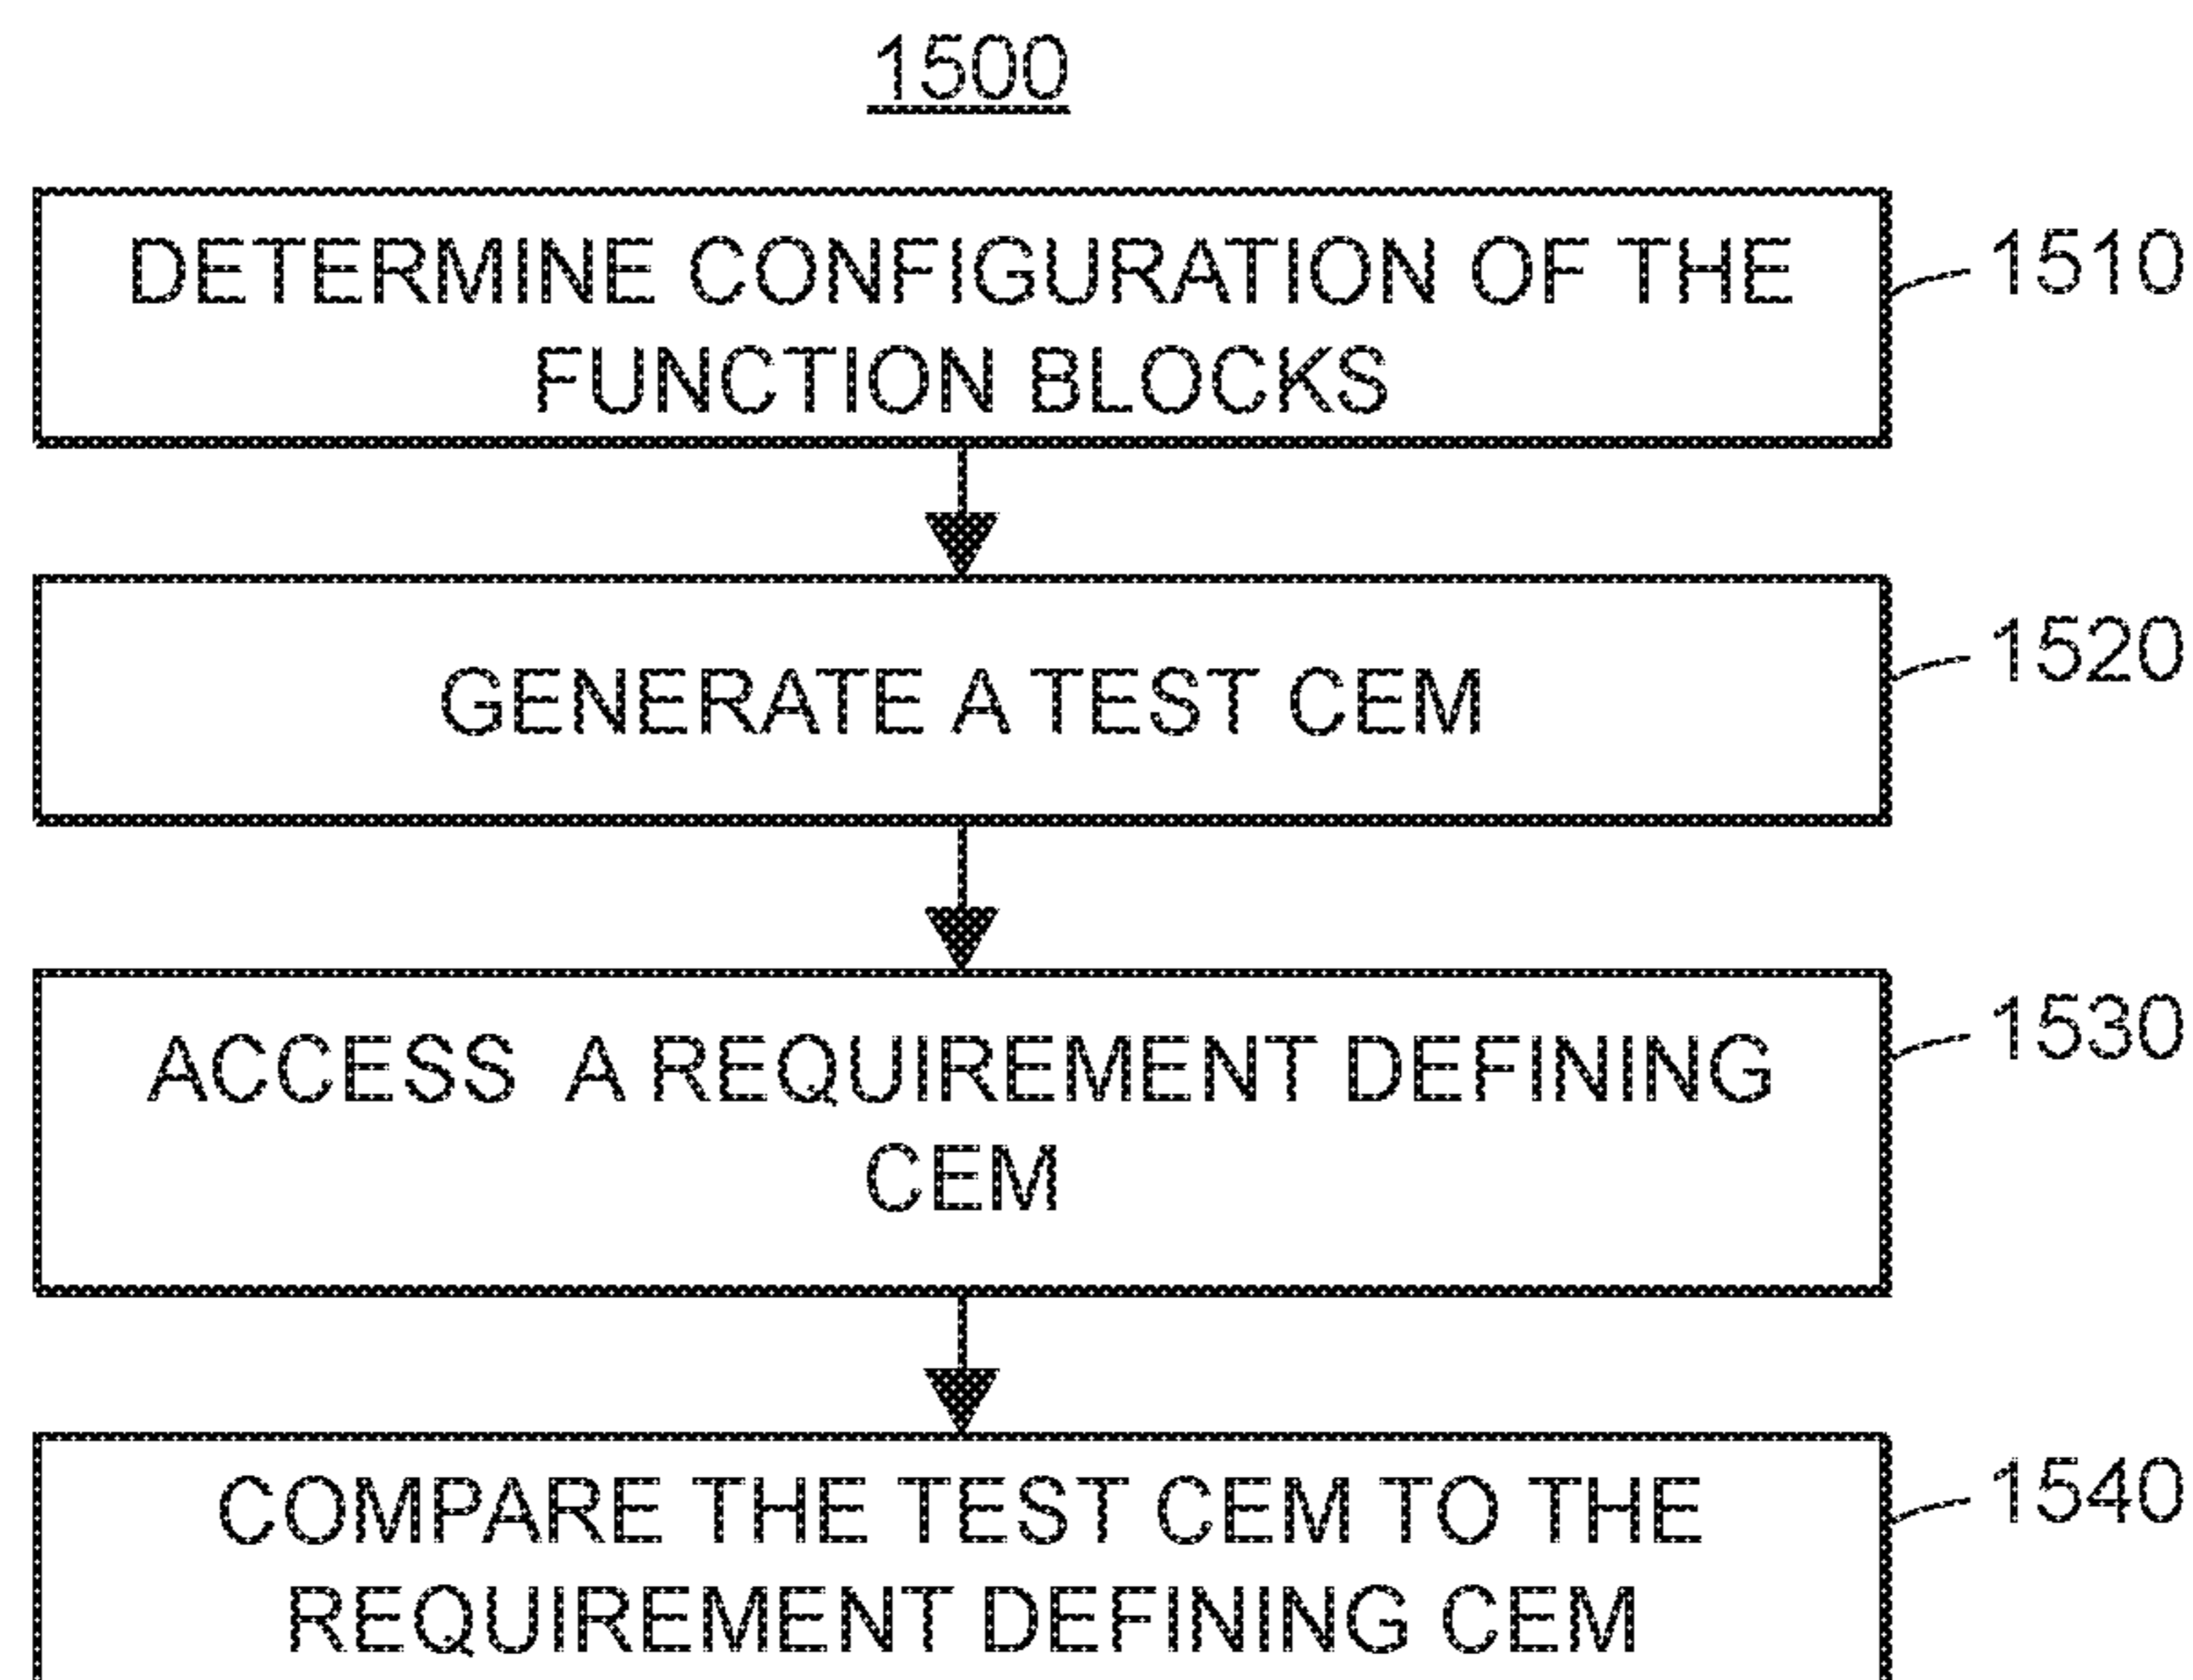 1500
DETERMINE CONFIGURATION OF THE
FUNCTION BLOCKS
1510
GENERATE A TEST CEM
1520
ACCESS A REQUIREMENT DEFINING
CEM
1530
COMPARE THE TEST CEM TO THE
REQUIREMENT DEFINING CEM
1540